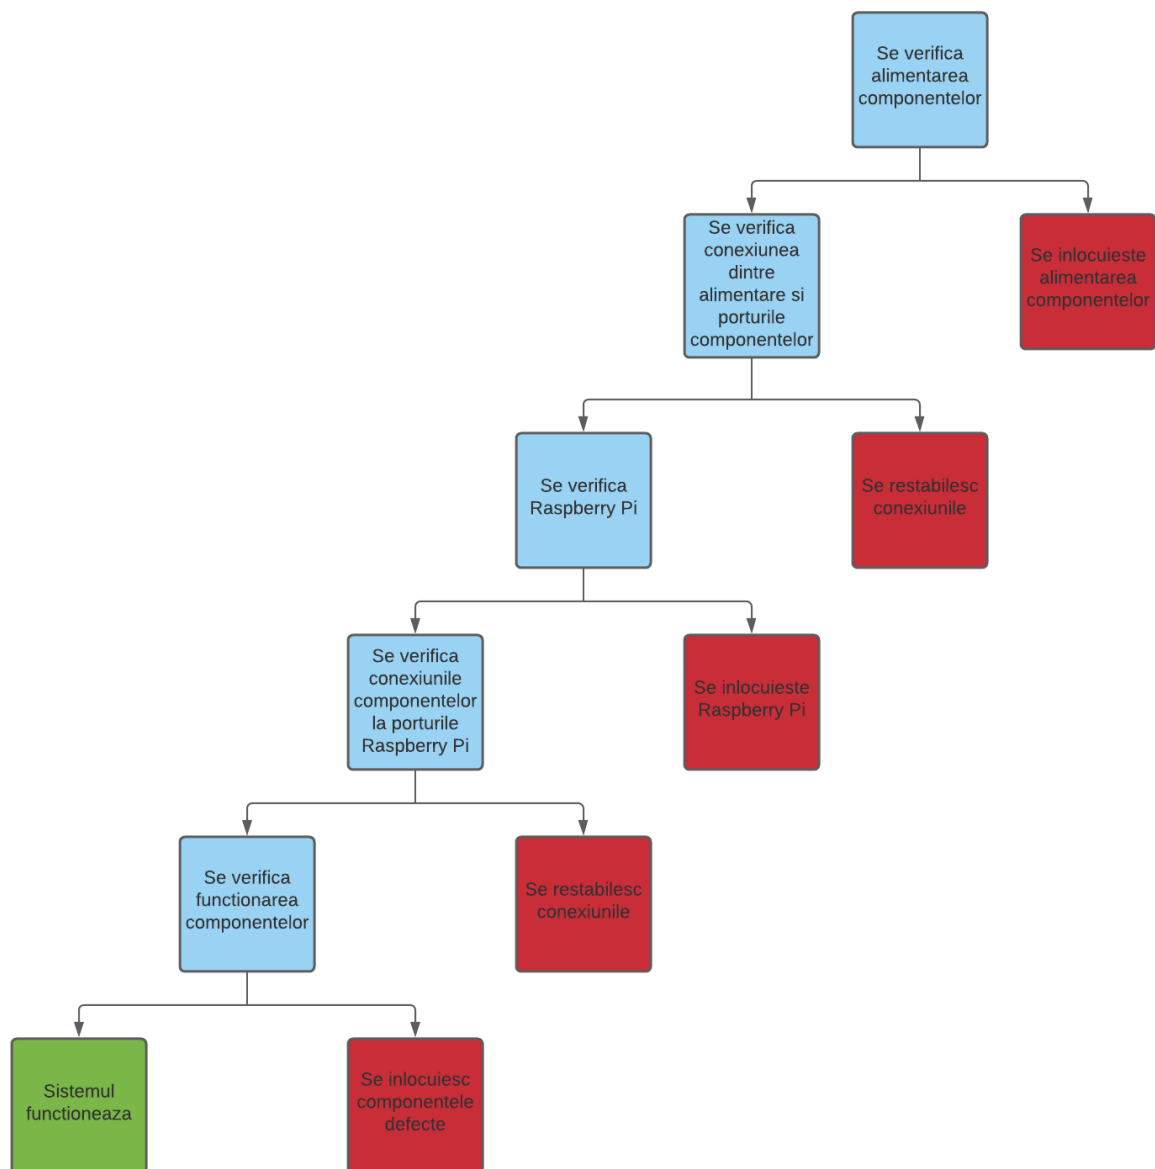 Se verifica
alimentarea
componentelor
Se verifica
conexiunea
dintre
alimentare si
porturile
componentelor
Se inlocuieste
alimentarea
componentelor
Se verifica
Raspberry Pi
Se restabilesc
conexiunile
Se verifica
conexiunile
componentelor
la porturile
Raspberry Pi
Se inlocuieste
Raspberry Pi
Se verifica
functionarea
componentelor
Se restabilesc
conexiunile
Sistemul
functioneaza
Se inlocuiesc
componentele
defecte